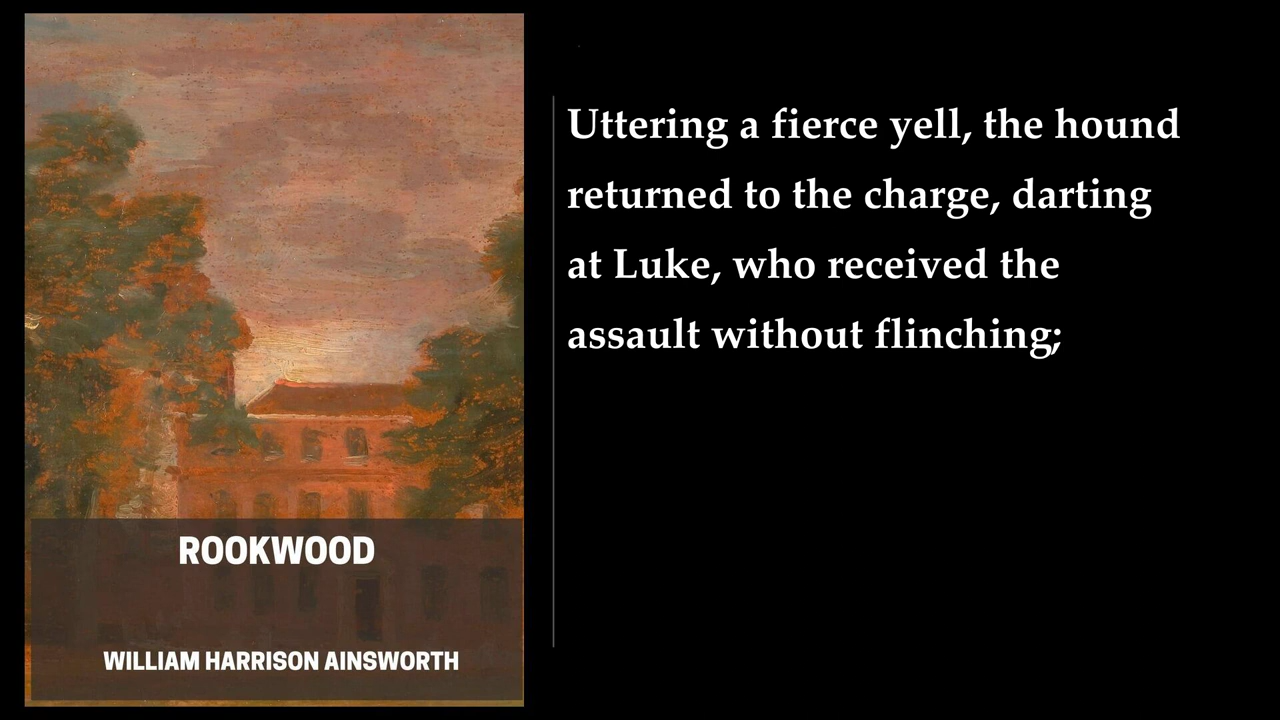 ROOKWOOD
WILLIAM HARRISON AINSWORTH
Uttering a fierce yell, the hound
returned to the charge, darting
at Luke, who received the
assault without flinching;